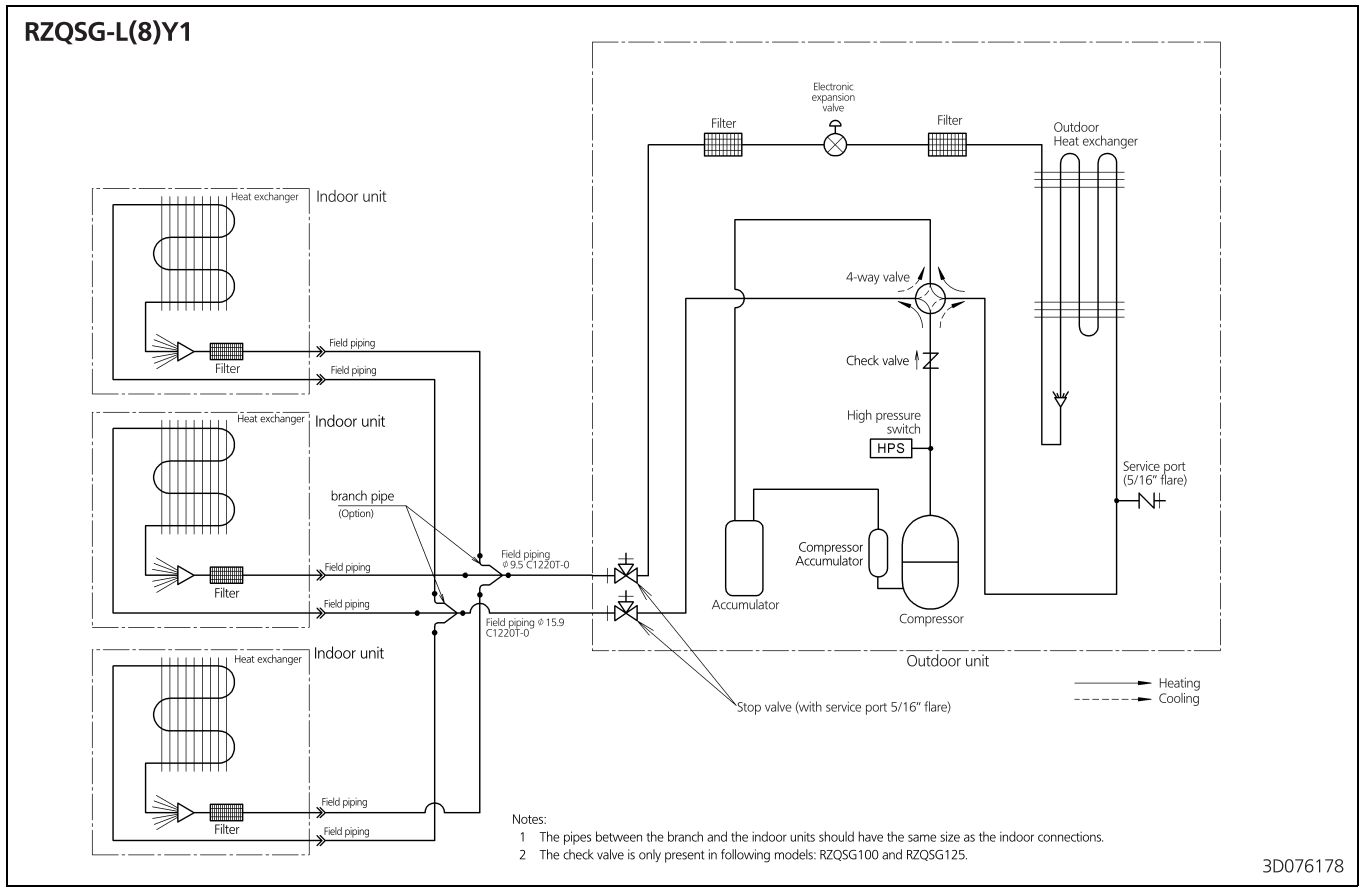 RZQSG-L(8)Y1
Electronic
expansion
valve
Filter
Filter
Outdoor
Heat exchanger
Heat exchanger
Indoor unit
4-way valve
Field piping
Check valve
Filter
Field piping
Heat exchanger
Indoor unit
High pressure
switch
HPS
Service port
(5/16" flare)
branch pipe
(Option)
Field piping
ϕ 9.5 C1220T-0
Compressor
Accumulator
Field piping
Filter
Field piping
Accumulator
Compressor
Field piping ϕ 15.9
C1220T-0
Heat exchanger
Indoor unit
Outdoor unit
Heating
Cooling
Stop valve (with service port 5/16" flare)
Field piping
Filter
Field piping
Notes:
1 The pipes between the branch and the indoor units should have the same size as the indoor connections.
2 The check valve is only present in following models: RZQSG100 and RZQSG125.
3D076178